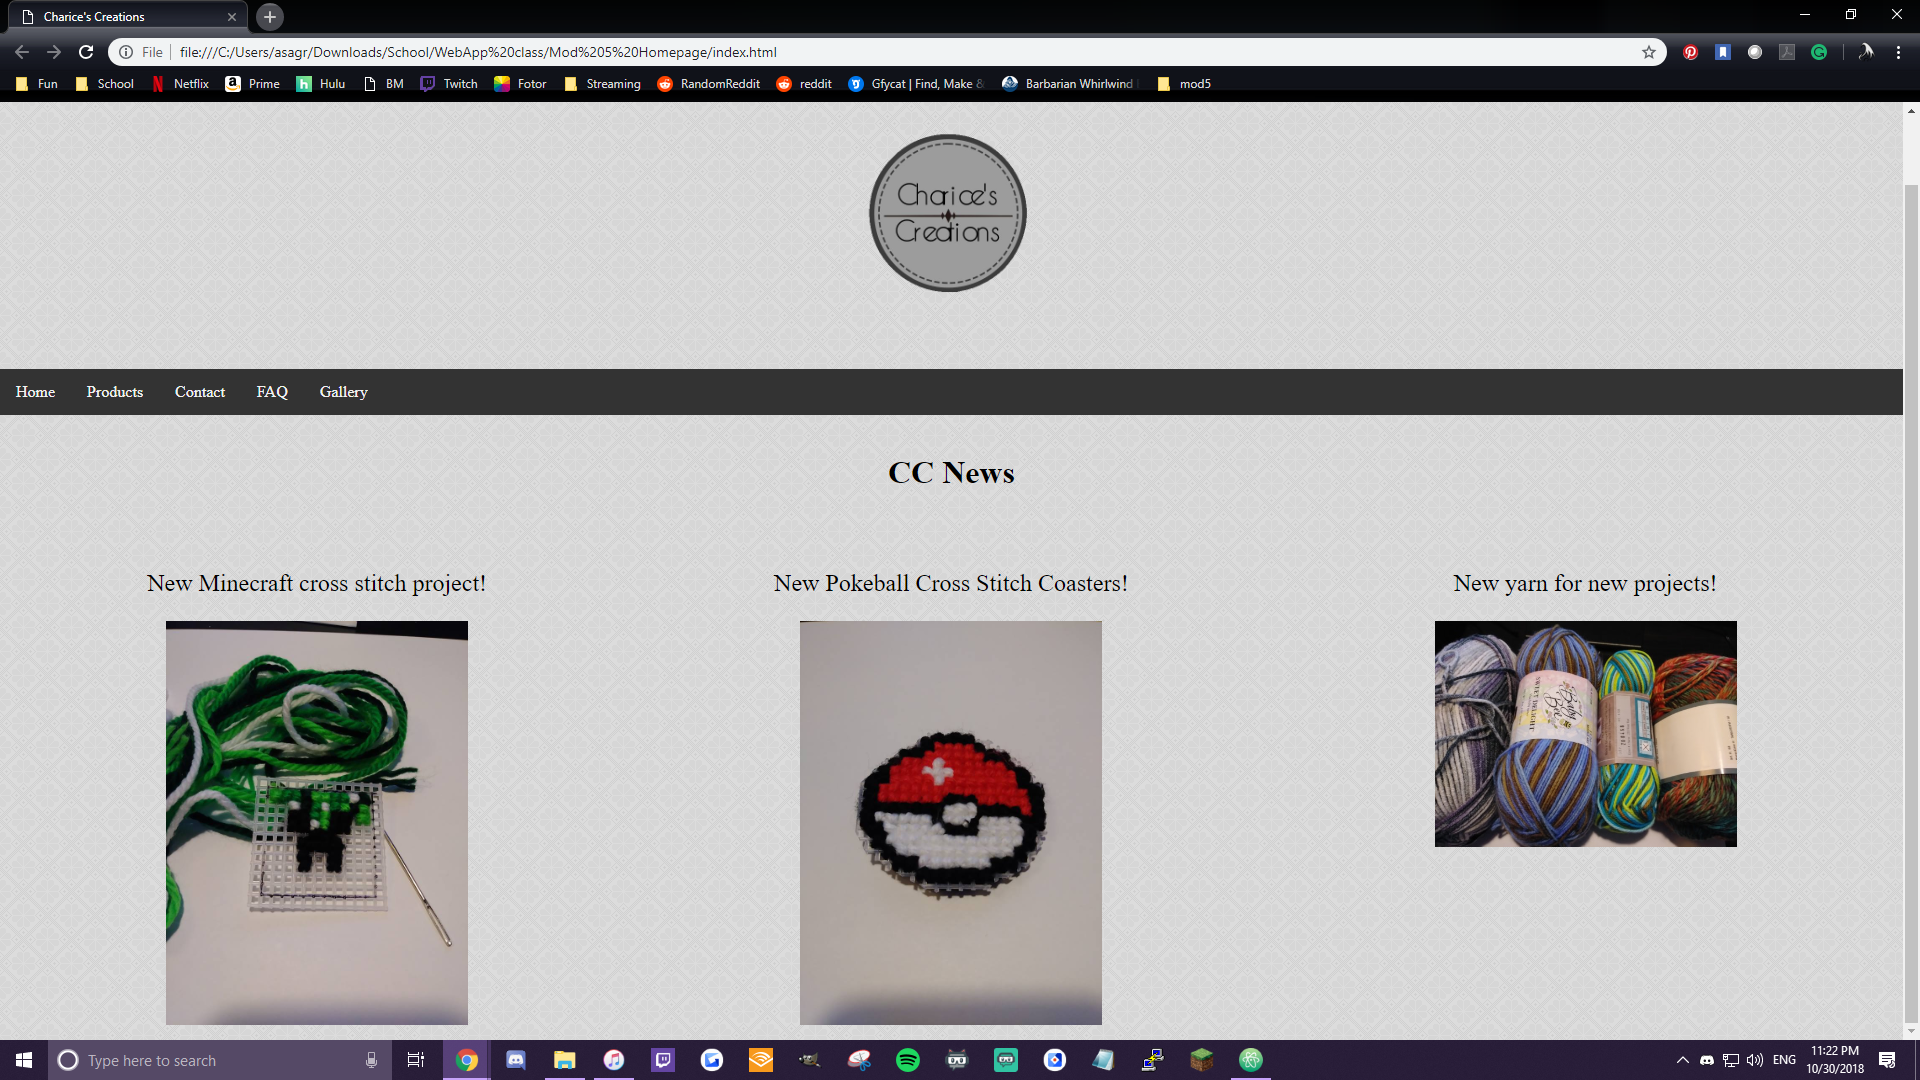 Charice's Creations
File
file:///C:/Users/asagr/Downloads/School/WebApp%20class/Mod%205%20Homepage/index.html
Fun School Netflix Prime Hulu BM Twitch Fotor Streaming RandomReddit reddit Gfycat | Find, Make & Barbarian Whirlwind mod5
Charice's
Creations
Home Products Contact FAQ Gallery
CC News
New Minecraft cross stitch project! New Pokeball Cross Stitch Coasters! New yarn for new projects!
Type here to search
ENG
11:22 PM
10/30/2018